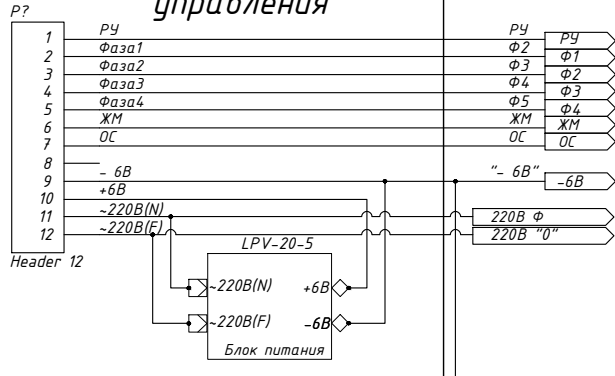 управления
P?
1 РУ РУ РУ
2 Фаза1 Ф2 Ф1
3 Фаза2 Ф3 Ф2
4 Фаза3 Ф4 Ф3
5 Фаза4 Ф5 Ф4
6 ЖМ ЖМ ЖМ
7 ОС ОС ОС
8
9 - 6В "- 6В" -6В
10 +6В
11 ~220В(N) 220В Ф
12 ~220В(F) 220В "0"
Header 12
LPV-20-5
~220В(N) +6В
~220В(F) -6В
Блок питания